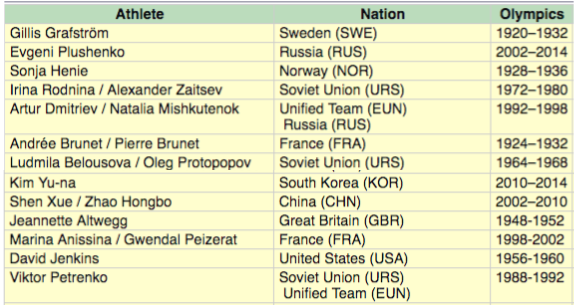 Athlete Nation Olympics
Gillis Grafström Sweden (SWE) 1920–1932
Evgeni Plushenko Russia (RUS) 2002–2014
Sonja Henie Norway (NOR) 1928–1936
Irina Rodnina / Alexander Zaitsev Soviet Union (URS) 1972–1980
Artur Dmitriev / Natalia Mishkutenok Unified Team (EUN) 1992–1998
Russia (RUS)
Andrée Brunet / Pierre Brunet France (FRA) 1924–1932
Ludmila Belousova / Oleg Protopopov Soviet Union (URS) 1964–1968
Kim Yu-na South Korea (KOR) 2010–2014
Shen Xue / Zhao Hongbo China (CHN) 2002–2010
Jeannette Altwegg Great Britain (GBR) 1948-1952
Marina Anissina / Gwendal Peizerat France (FRA) 1998-2002
David Jenkins United States (USA) 1956-1960
Viktor Petrenko Soviet Union (URS) 1988-1992
Unified Team (EUN)